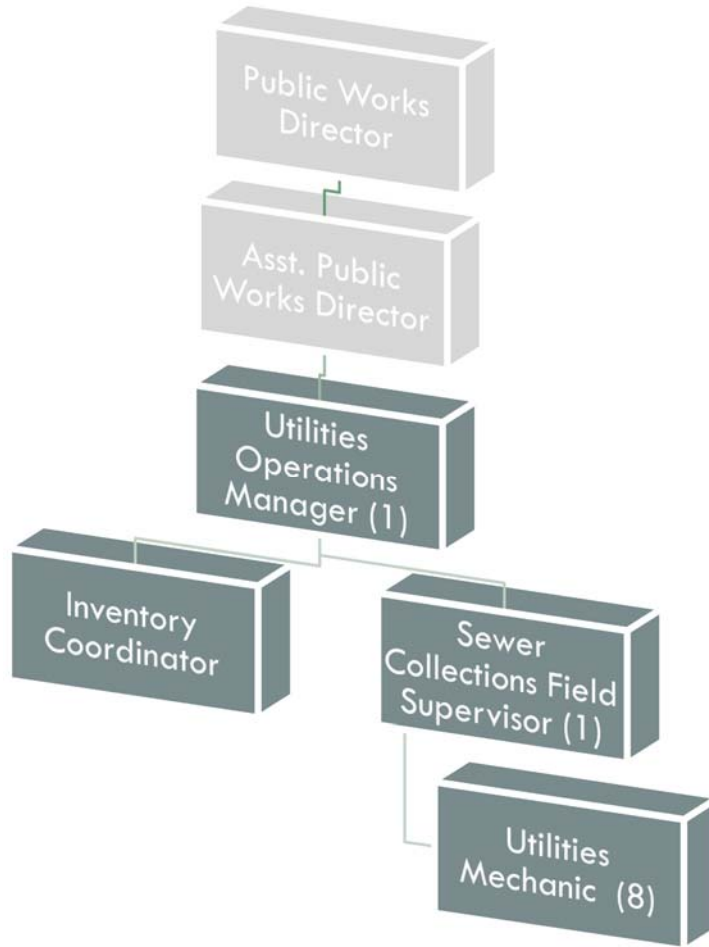 Public Works
Director
Asst. Public
Works Director
Utilities
Operations
Manager (1)
Inventory
Coordinator
Sewer
Collections Field
Supervisor (1)
Utilities
Mechanic (8)